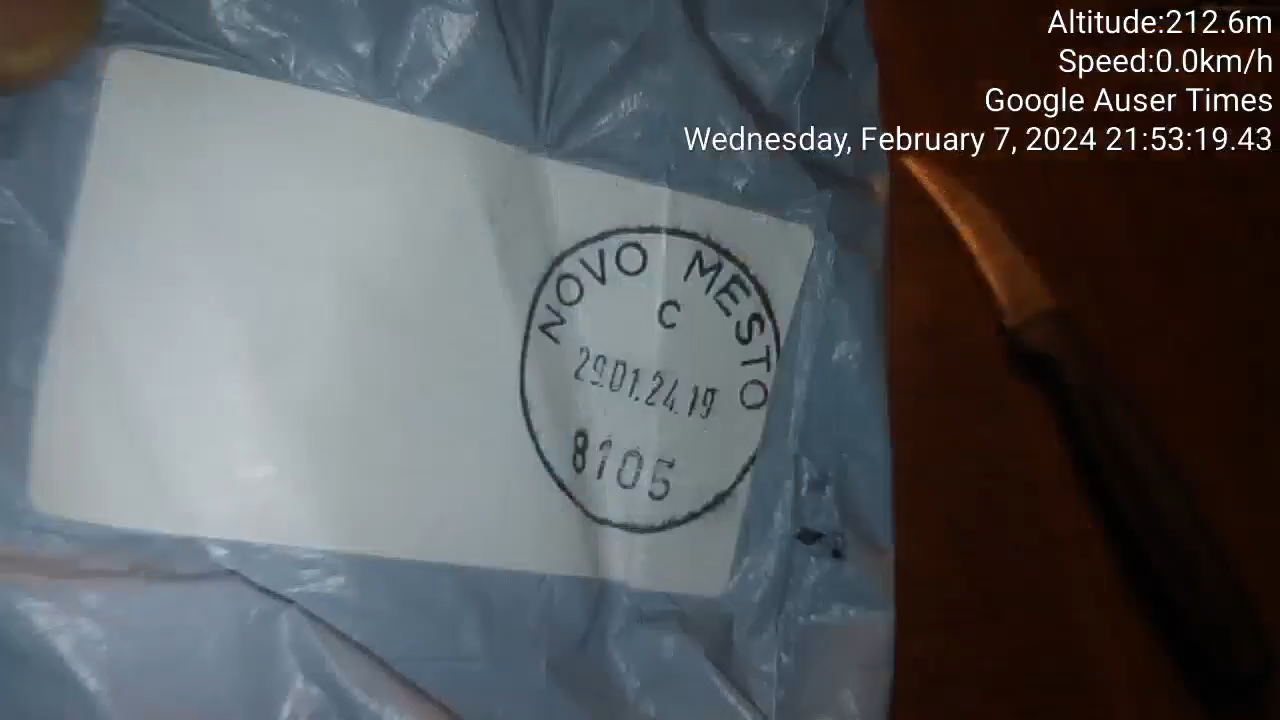 Altitude:212.6m
Speed:0.0km/h
Google Auser Times
Wednesday, February 7, 2024 21:53:19.43
NOVO MESTO
C
29.01.24.19
8105